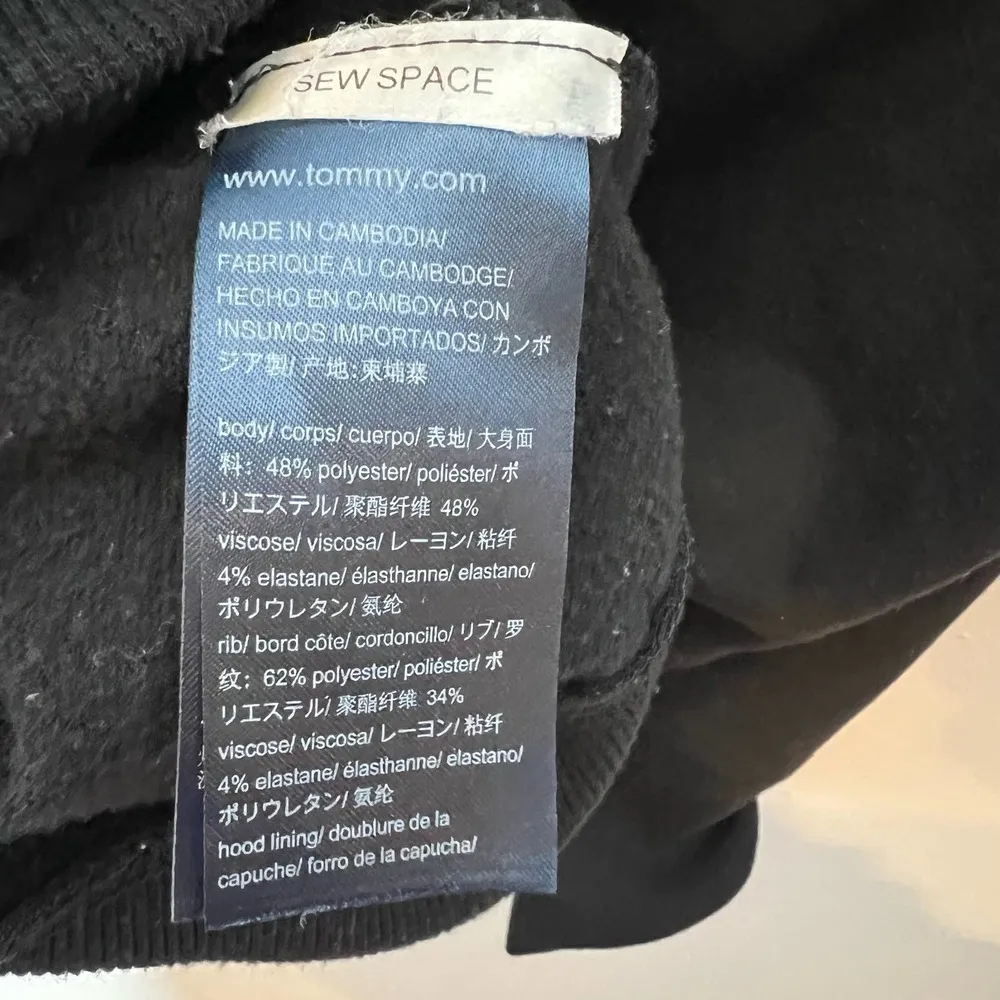 SEW SPACE
www.tommy.com
MADE IN CAMBODIA/
FABRIQUE AU CAMBODGE/
HECHO EN CAMBOYA CON
INSUMOS IMPORTADOS/ カンボ
ジア製/ 产地:柬埔寨
body/ corps/ cuerpo/ 表地/ 大身面
料: 48% polyester/ poliéster/ ポ
リエステル/ 聚酯纤维 48%
viscose/ viscosa/ レーヨン/ 粘纤
4% elastane/ élasthanne/ elastano/
ポリウレタン/ 氨纶
rib/ bord côte/ cordoncillo/ リブ/ 罗
纹: 62% polyester/ poliéster/ ポ
リエステル/ 聚酯纤维 34%
viscose/ viscosa/ レーヨン/ 粘纤
4% elastane/ élasthanne/ elastano/
ポリウレタン/ 氨纶
hood lining/ doublure de la
capuche/ forro de la capucha/